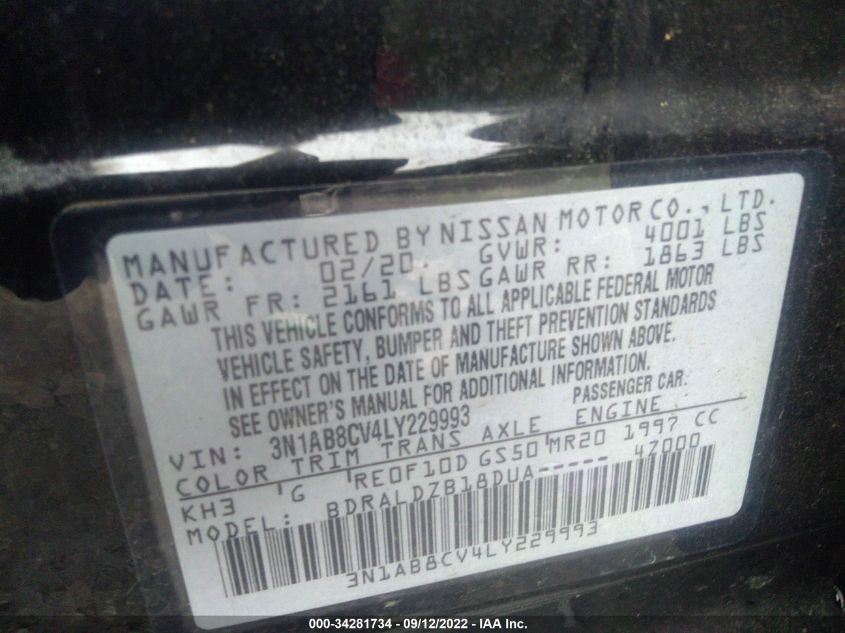 MANUFACTURED BY NISSAN MOTOR CO., LTD.
DATE: 02/20 GVWR: 4001 LBS
GAWR FR: 2161 LBS GAWR RR: 1863 LBS
THIS VEHICLE CONFORMS TO ALL APPLICABLE FEDERAL MOTOR
VEHICLE SAFETY, BUMPER AND THEFT PREVENTION STANDARDS
IN EFFECT ON THE DATE OF MANUFACTURE SHOWN ABOVE.
SEE OWNER'S MANUAL FOR ADDITIONAL INFORMATION.
VIN: 3N1AB8CV4LY229993 PASSENGER CAR.
COLOR TRIM TRANS AXLE ENGINE
KH3 'G 'RE0F10D GS50 'MR20 1997 CC
MODEL: BDRALDZB18DUA----- 4Z000
3N1AB8CV4LY229993
000-34281734 - 09/12/2022 - IAA Inc.